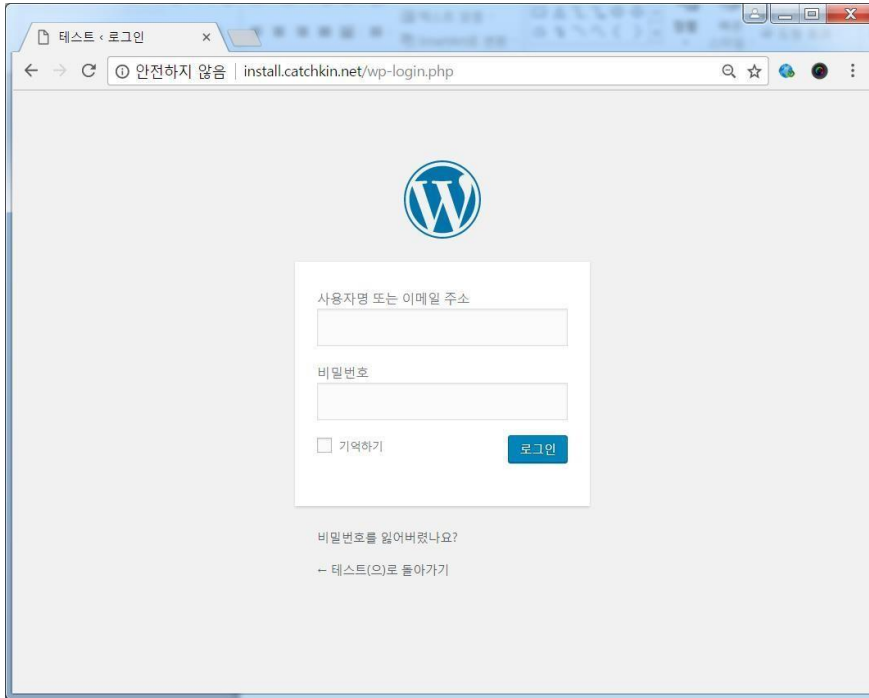 테스트 ‹ 로그인
안전하지 않음 | install.catchkin.net/wp-login.php
사용자명 또는 이메일 주소
비밀번호
기억하기
로그인
비밀번호를 잃어버렸나요?
← 테스트(으)로 돌아가기